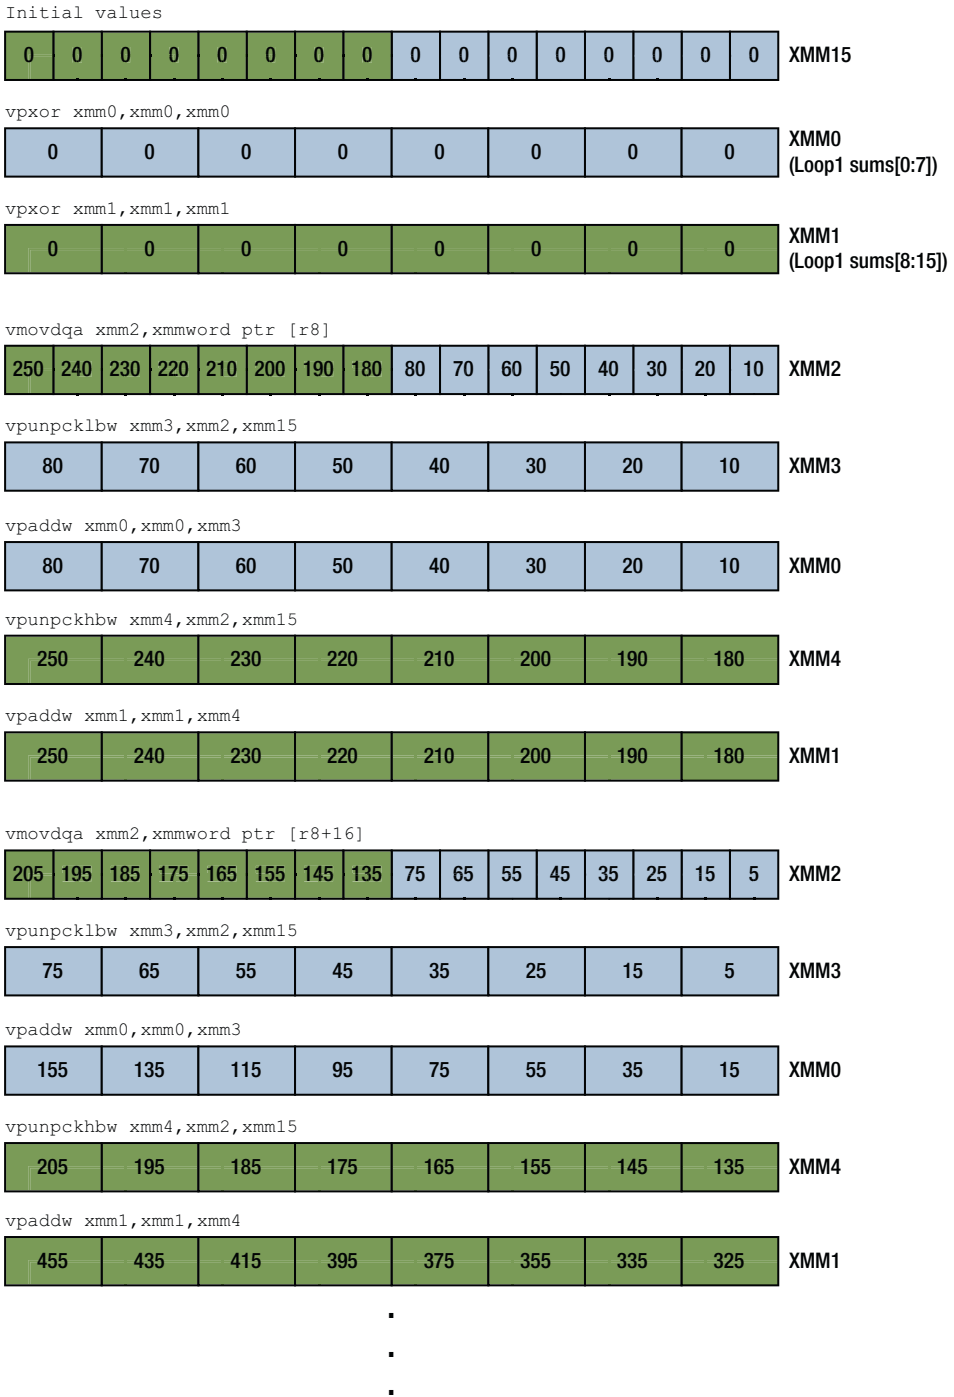 Initial values
0 0 0 0 0 0 0 0 0 0 0 0 0 0 0 0 XMM15
vpxor xmm0,xmm0,xmm0
0 0 0 0 0 0 0 0 XMM0
(Loop1 sums[0:7])
vpxor xmm1,xmm1,xmm1
0 0 0 0 0 0 0 0 XMM1
(Loop1 sums[8:15])
vmovdqa xmm2,xmmword ptr [r8]
250 240 230 220 210 200 190 180 80 70 60 50 40 30 20 10 XMM2
vpunpcklbw xmm3,xmm2,xmm15
80 70 60 50 40 30 20 10 XMM3
vpaddw xmm0,xmm0,xmm3
80 70 60 50 40 30 20 10 XMM0
vpunpckhbw xmm4,xmm2,xmm15
250 240 230 220 210 200 190 180 XMM4
vpaddw xmm1,xmm1,xmm4
250 240 230 220 210 200 190 180 XMM1
vmovdqa xmm2,xmmword ptr [r8+16]
205 195 185 175 165 155 145 135 75 65 55 45 35 25 15 5 XMM2
vpunpcklbw xmm3,xmm2,xmm15
75 65 55 45 35 25 15 5 XMM3
vpaddw xmm0,xmm0,xmm3
155 135 115 95 75 55 35 15 XMM0
vpunpckhbw xmm4,xmm2,xmm15
205 195 185 175 165 155 145 135 XMM4
vpaddw xmm1,xmm1,xmm4
455 435 415 395 375 355 335 325 XMM1
.
.
.